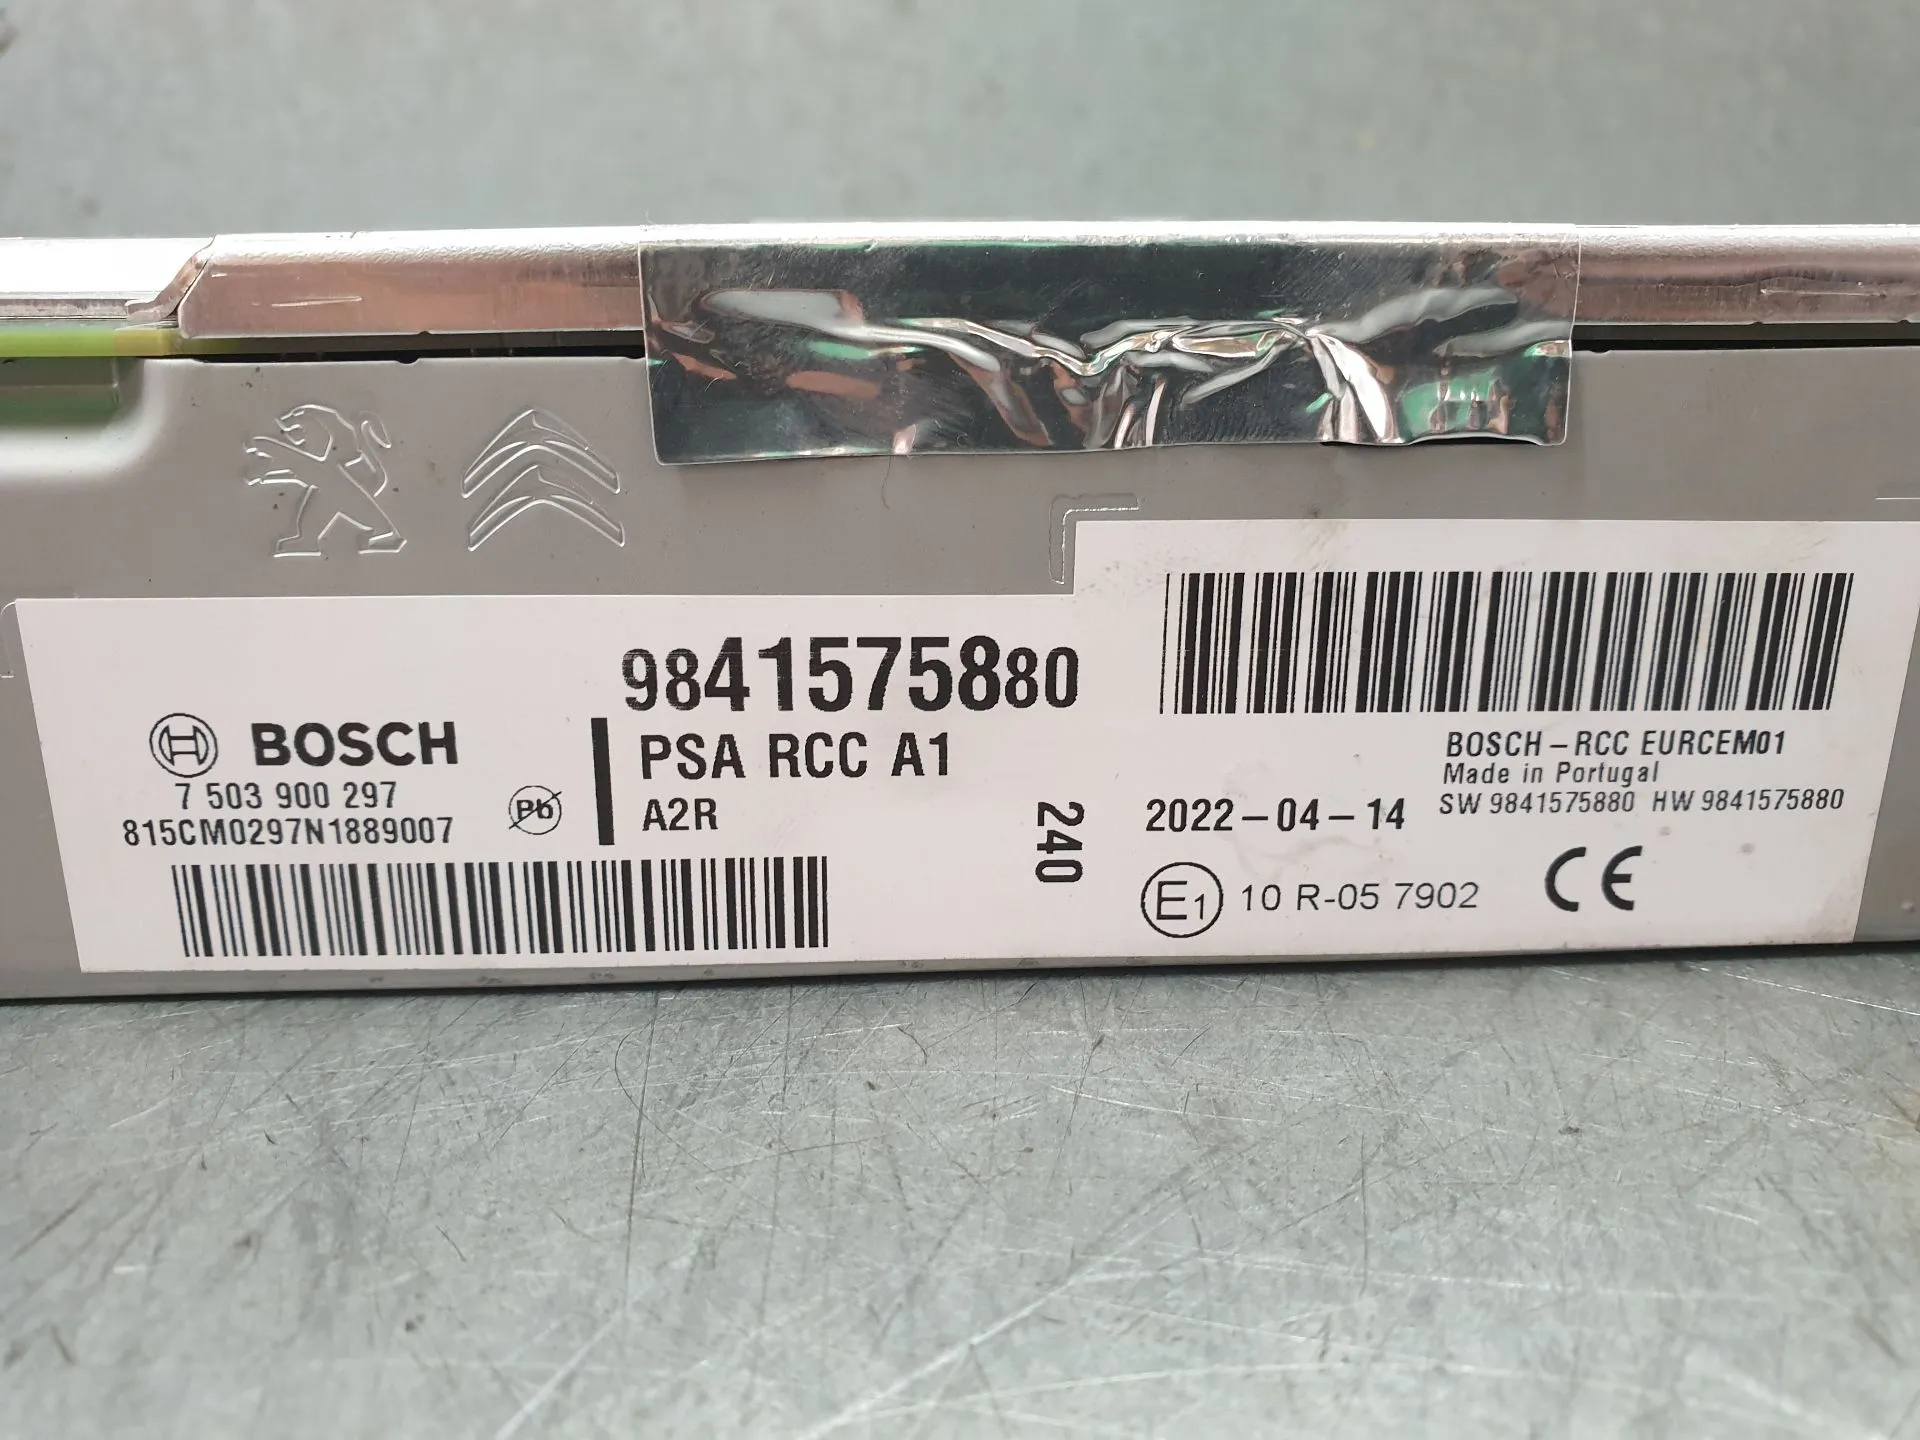 9841575880
BOSCH
7 503 900 297
815CM0297N1889007
Pb
PSA RCC A1
A2R
240
BOSCH-RCC EURCEM01
Made in Portugal
SW 9841575880 HW 9841575880
2022-04-14
E1 10 R-05 7902
CE